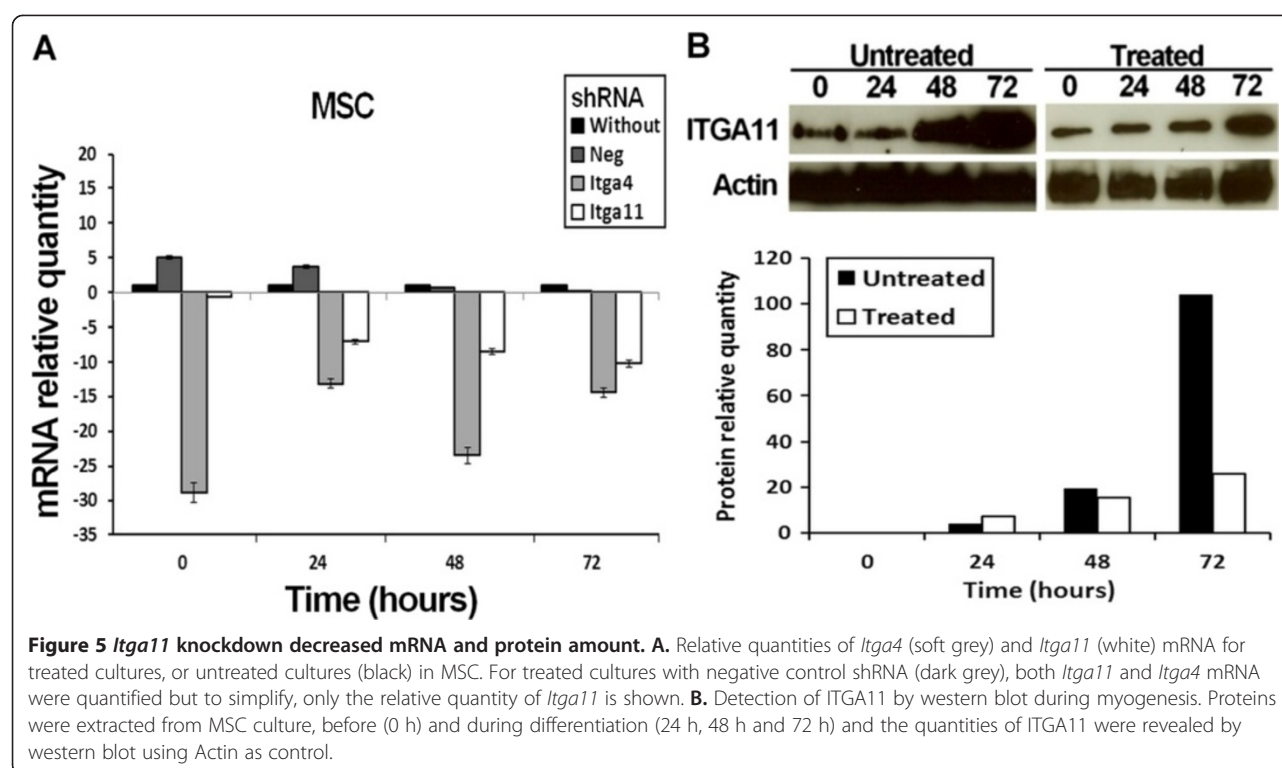 A
MSC
shRNA
Without
Neg
Itga4
Itga11
mRNA relative quantity
20
15
10
5
0
-5
-10
-15
-20
-25
-30
-35
0 24 48 72
Time (hours)
B
Untreated Treated
0 24 48 72 0 24 48 72
ITGA11
Actin
Protein relative quantity
120
100
80
60
40
20
0
Untreated
Treated
0 24 48 72
Time (hours)
Figure 5 Itga11 knockdown decreased mRNA and protein amount. A. Relative quantities of Itga4 (soft grey) and Itga11 (white) mRNA for
treated cultures, or untreated cultures (black) in MSC. For treated cultures with negative control shRNA (dark grey), both Itga11 and Itga4 mRNA
were quantified but to simplify, only the relative quantity of Itga11 is shown. B. Detection of ITGA11 by western blot during myogenesis. Proteins
were extracted from MSC culture, before (0 h) and during differentiation (24 h, 48 h and 72 h) and the quantities of ITGA11 were revealed by
western blot using Actin as control.